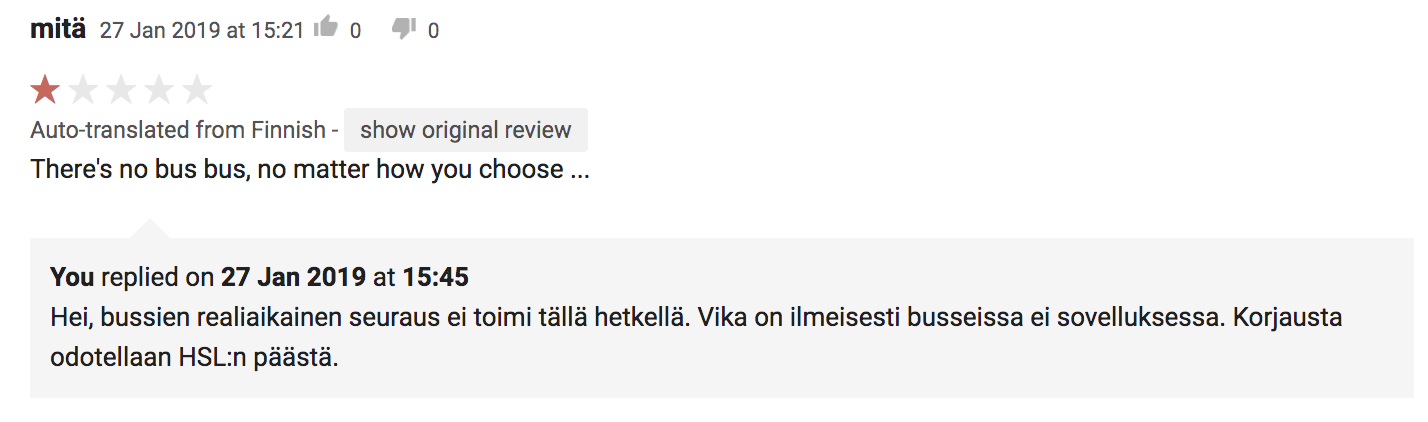 mitä 27 Jan 2019 at 15:21 0 0
Auto-translated from Finnish - show original review
There's no bus bus, no matter how you choose ...
You replied on 27 Jan 2019 at 15:45
Hei, bussien realiaikainen seuraus ei toimi tällä hetkellä. Vika on ilmeisesti busseissa ei sovelluksessa. Korjausta
odotellaan HSL:n päästä.